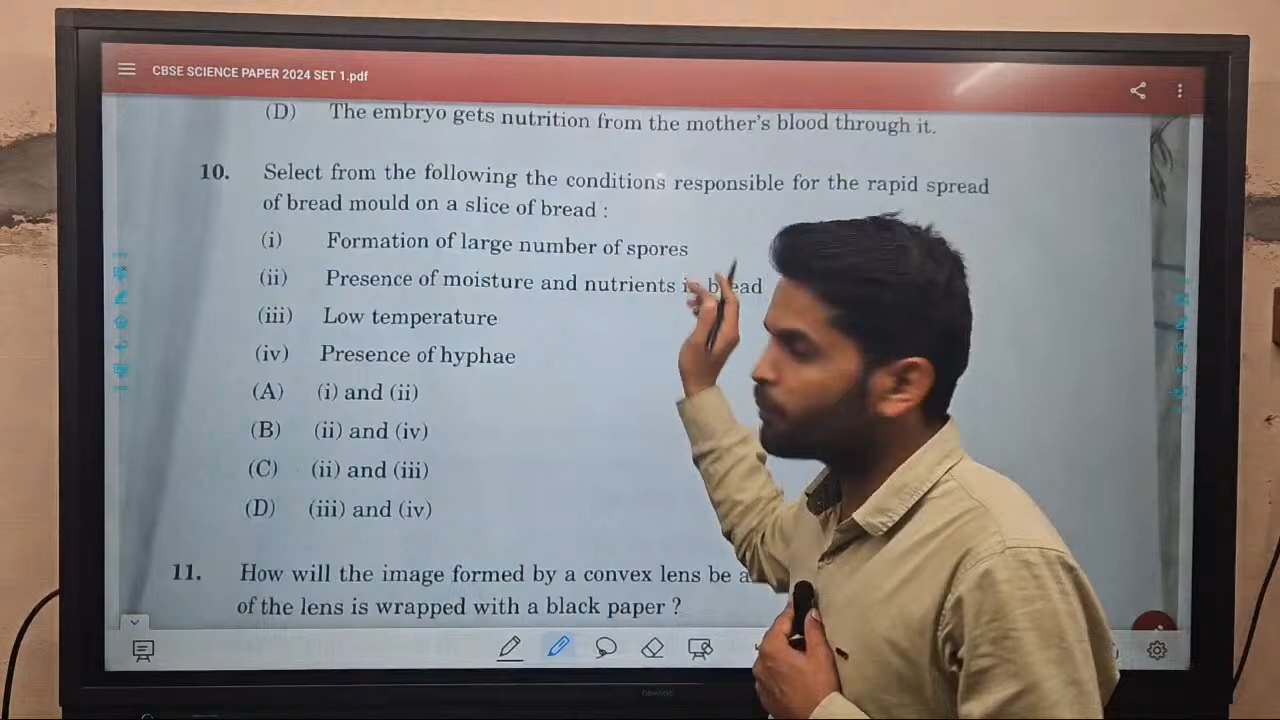 CBSE SCIENCE PAPER 2024 SET 1.pdf
(D) The embryo gets nutrition from the mother's blood through it.
10. Select from the following the conditions responsible for the rapid spread
of bread mould on a slice of bread :
(i) Formation of large number of spores
(ii) Presence of moisture and nutrients in bread
(iii) Low temperature
(iv) Presence of hyphae
(A) (i) and (ii)
(B) (ii) and (iv)
(C) (ii) and (iii)
(D) (iii) and (iv)
11. How will the image formed by a convex lens be
of the lens is wrapped with a black paper ?
newline